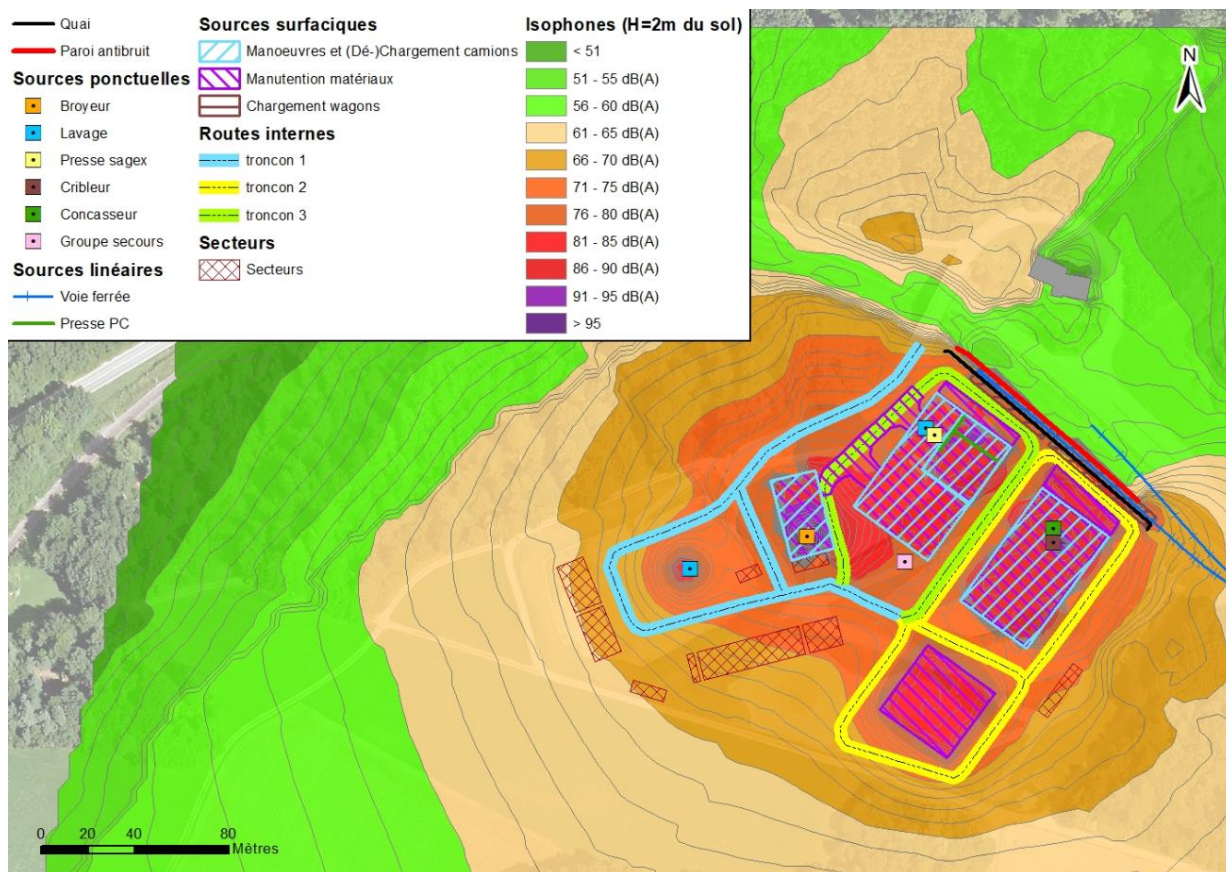 Quai
Paroi antibruit
Sources ponctuelles
Broyeur
Lavage
Presse sagex
Cribleur
Concasseur
Groupe secours
Sources linéaires
Voie ferrée
Presse PC
Sources surfaciques
Manoeuvres et (Dé-)Chargement camions
Manutention matériaux
Chargement wagons
Routes internes
troncon 1
troncon 2
troncon 3
Secteurs
Secteurs
Isophones (H=2m du sol)
< 51
51 - 55 dB(A)
56 - 60 dB(A)
61 - 65 dB(A)
66 - 70 dB(A)
71 - 75 dB(A)
76 - 80 dB(A)
81 - 85 dB(A)
86 - 90 dB(A)
91 - 95 dB(A)
> 95
N
0 20 40 80
Mètres